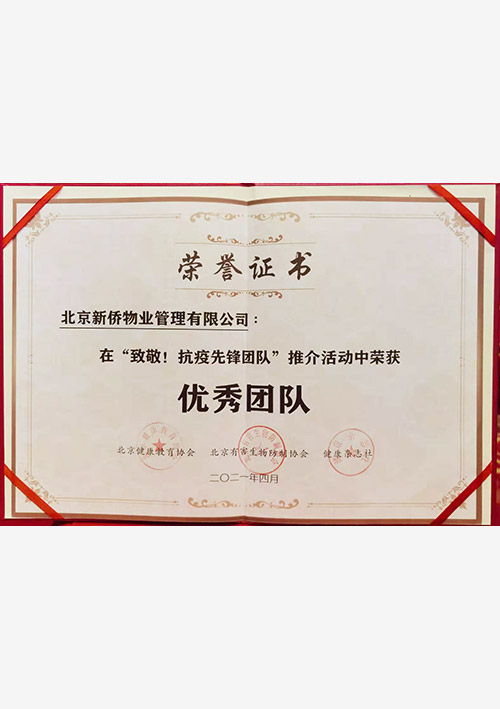 荣誉证书
北京新侨物业管理有限公司：
在“致敬！抗疫先锋团队”推介活动中荣获
优秀团队
北京健康教育协会 北京有害生物防制协会 健康杂志社
二〇二一年四月